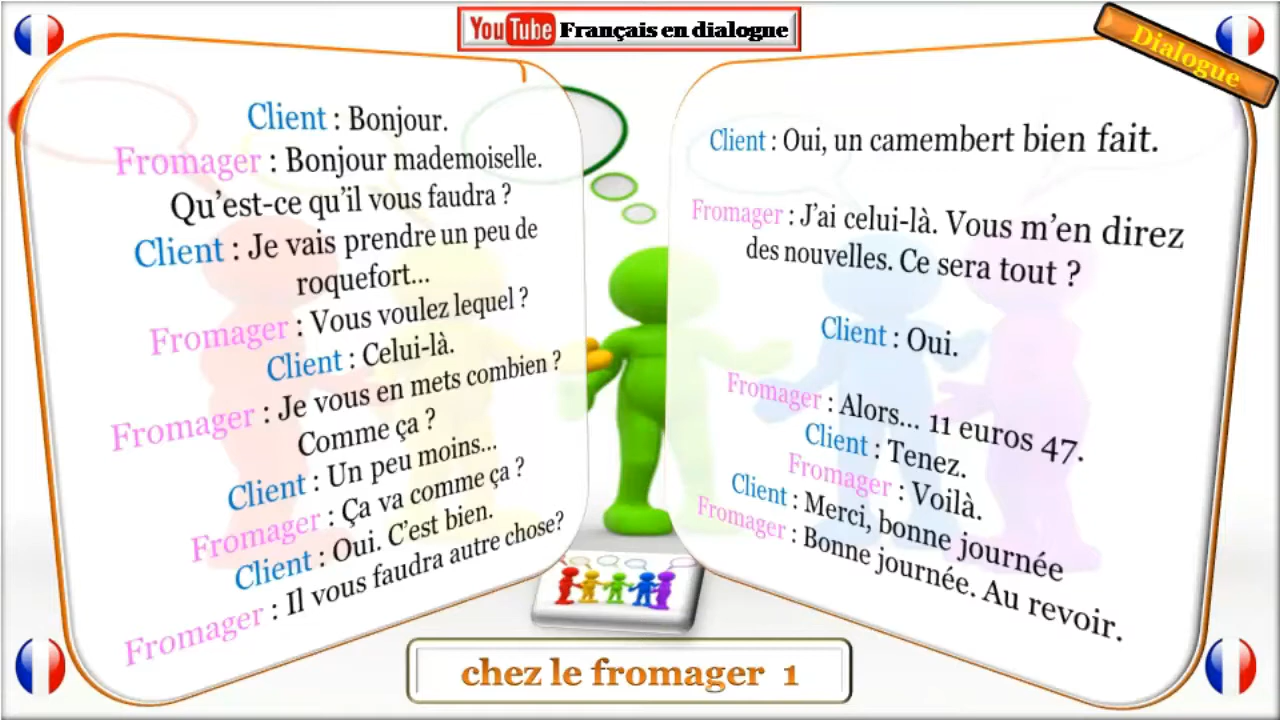 YouTube Français en dialogue
Dialogue
Client : Bonjour.
Fromager : Bonjour mademoiselle.
Qu’est-ce qu’il vous faudra ?
Client : Je vais prendre un peu de
roquefort...
Fromager : Vous voulez lequel ?
Client : Celui-là.
Fromager : Je vous en mets combien ?
Comme ça ?
Client : Un peu moins...
Fromager : Ça va comme ça ?
Client : Oui. C’est bien.
Fromager : Il vous faudra autre chose?
Client : Oui, un camembert bien fait.
Fromager : J’ai celui-là. Vous m’en direz
des nouvelles. Ce sera tout ?
Client : Oui.
Fromager : Alors... 11 euros 47.
Client : Tenez.
Fromager : Voilà.
Client : Merci, bonne journée
Fromager : Bonne journée. Au revoir.
chez le fromager 1